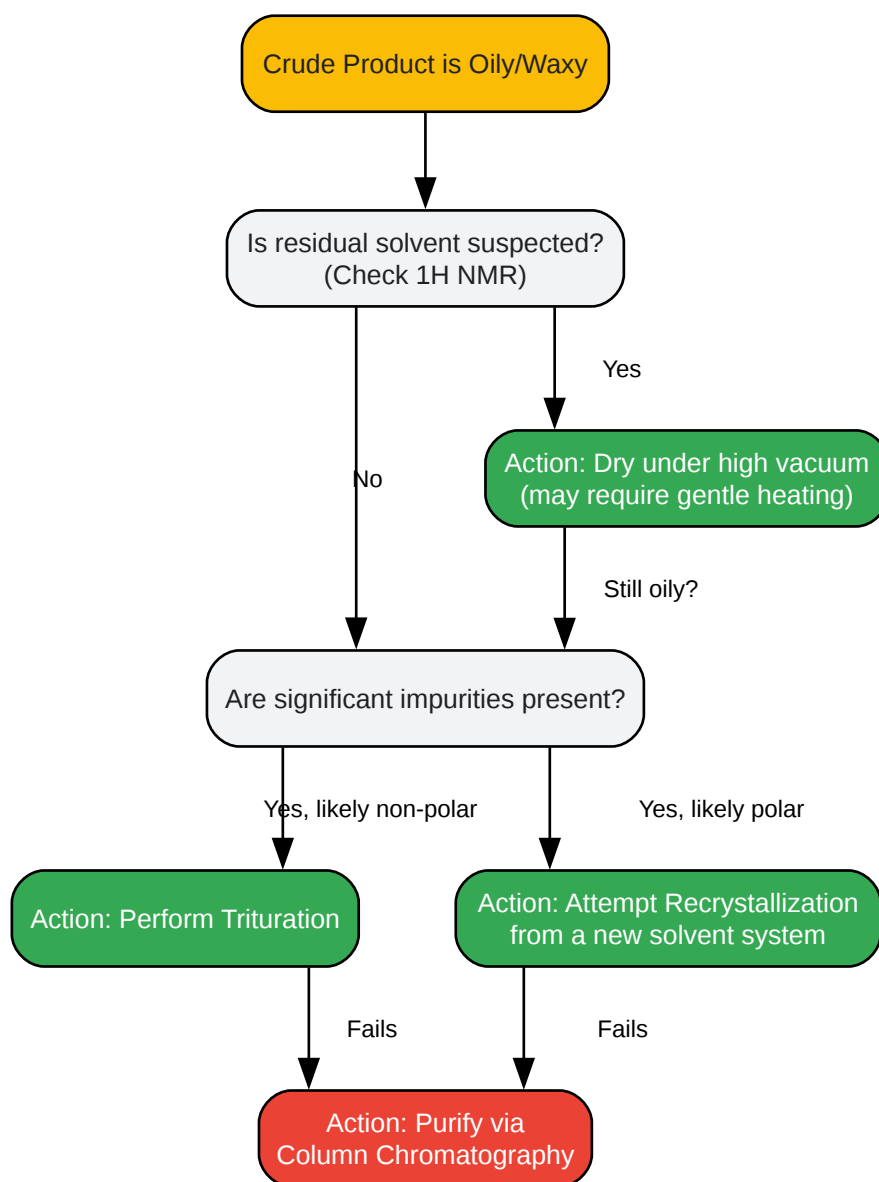 Crude Product is Oily/Waxy
Is residual solvent suspected?
(Check 1H NMR)
Yes
No
Action: Dry under high vacuum
(may require gentle heating)
Still oily?
Are significant impurities present?
Yes, likely non-polar
Yes, likely polar
Action: Perform Trituration
Action: Attempt Recrystallization
from a new solvent system
Fails
Fails
Action: Purify via
Column Chromatography